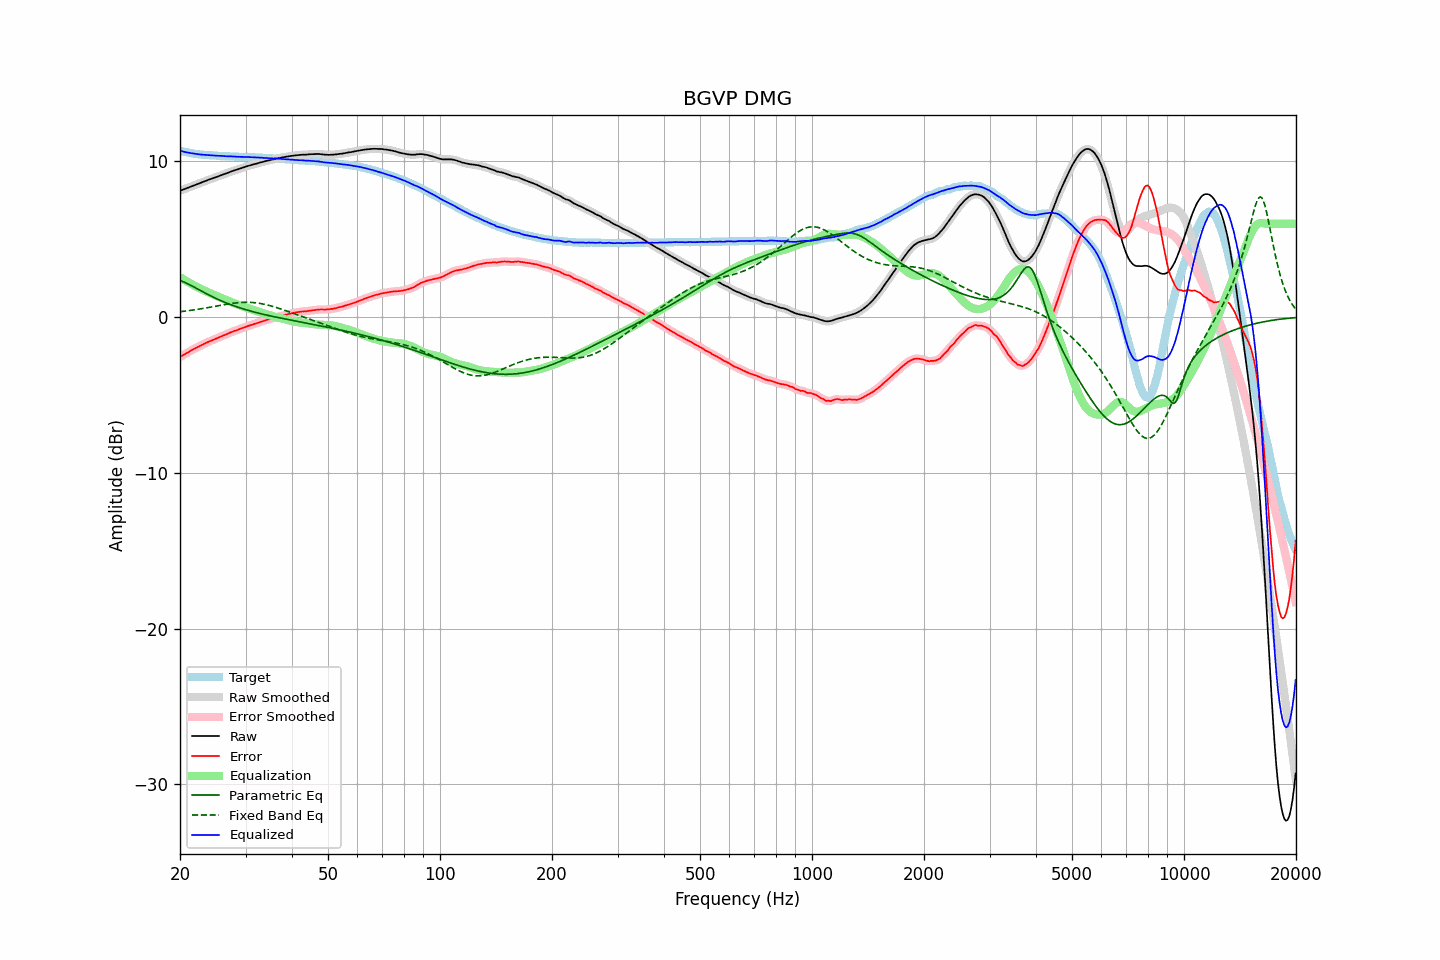 BGVP DMG
Amplitude (dBr)
10
0
−10
−20
−30
Target
Raw Smoothed
Error Smoothed
Raw
Error
Equalization
Parametric Eq
Fixed Band Eq
Equalized
20 50 100 200 500 1000 2000 5000 10000 20000
Frequency (Hz)